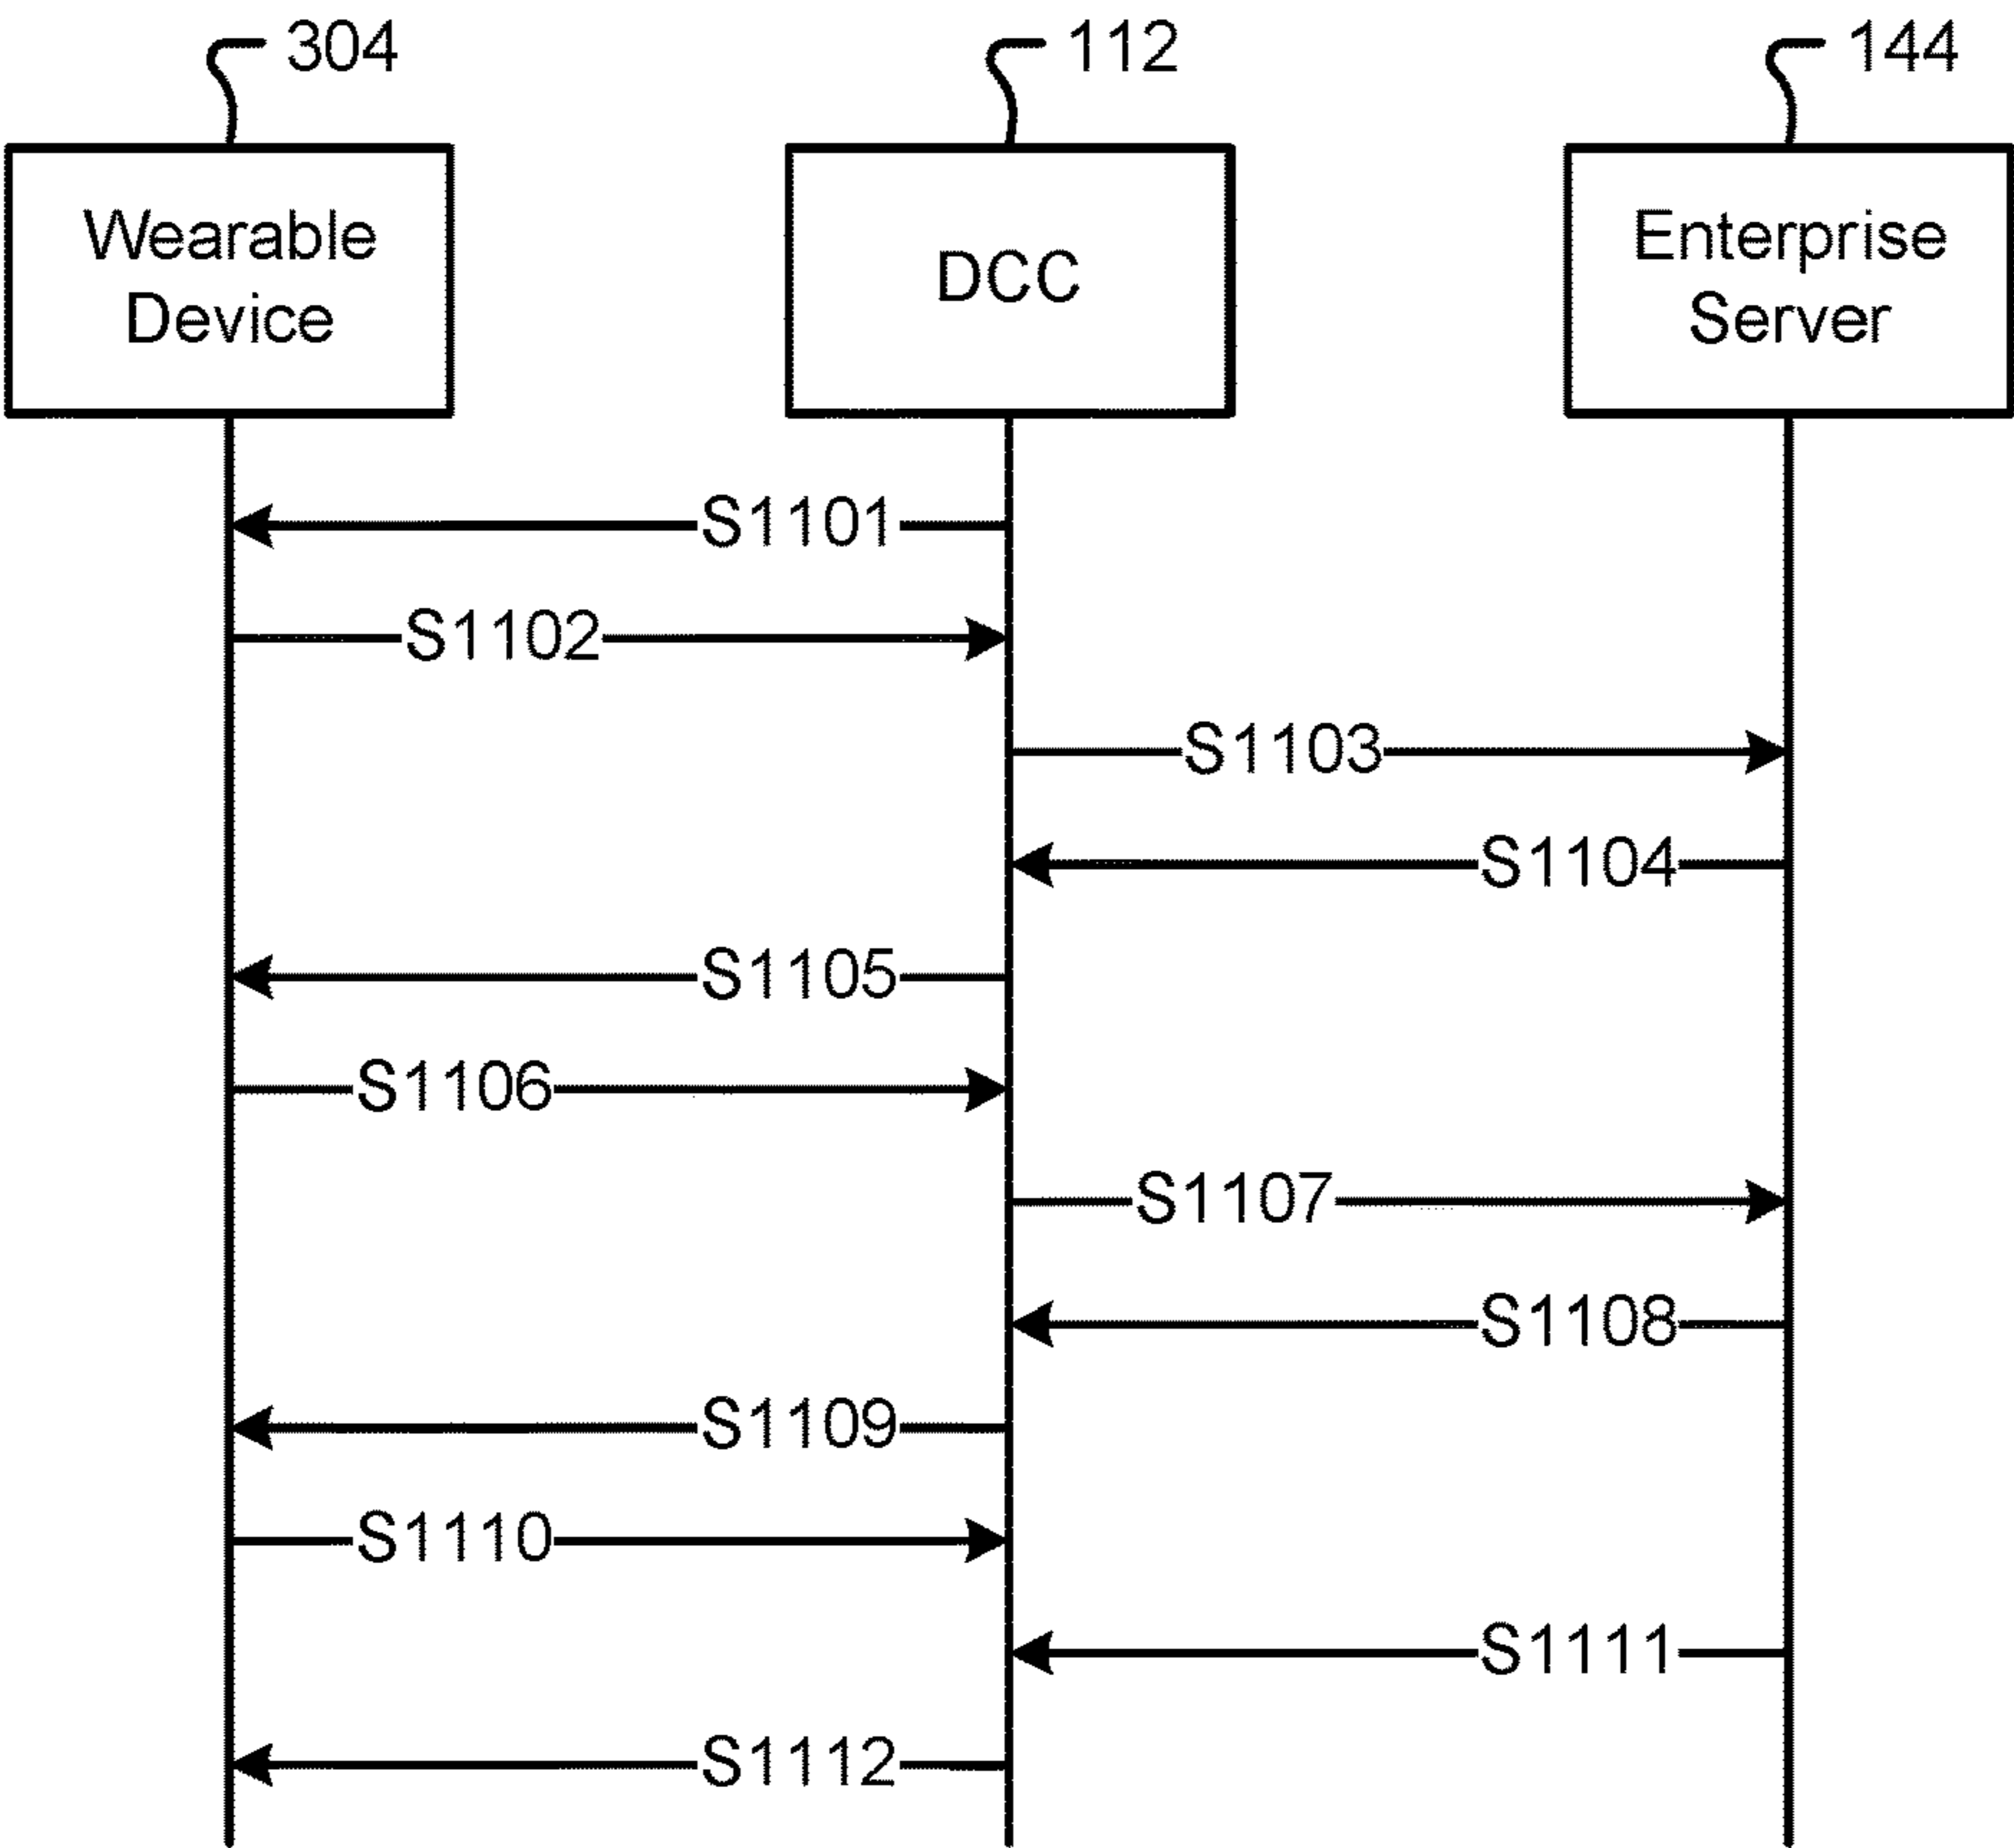 304
112
144
Wearable
Device
DCC
Enterprise
Server
S1101
S1102
S1103
S1104
S1105
S1106
S1107
S1108
S1109
S1110
S1111
S1112